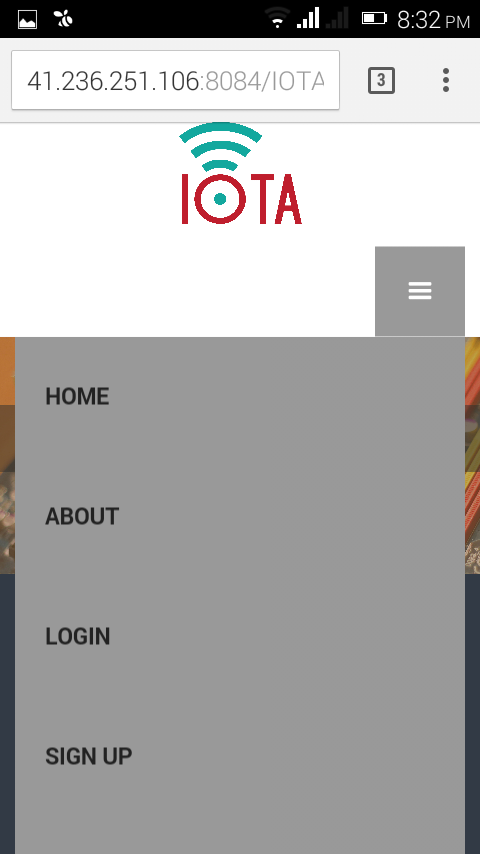 8:32 PM
41.236.251.106:8084/IOTA
3
IOTA
HOME
ABOUT
LOGIN
SIGN UP